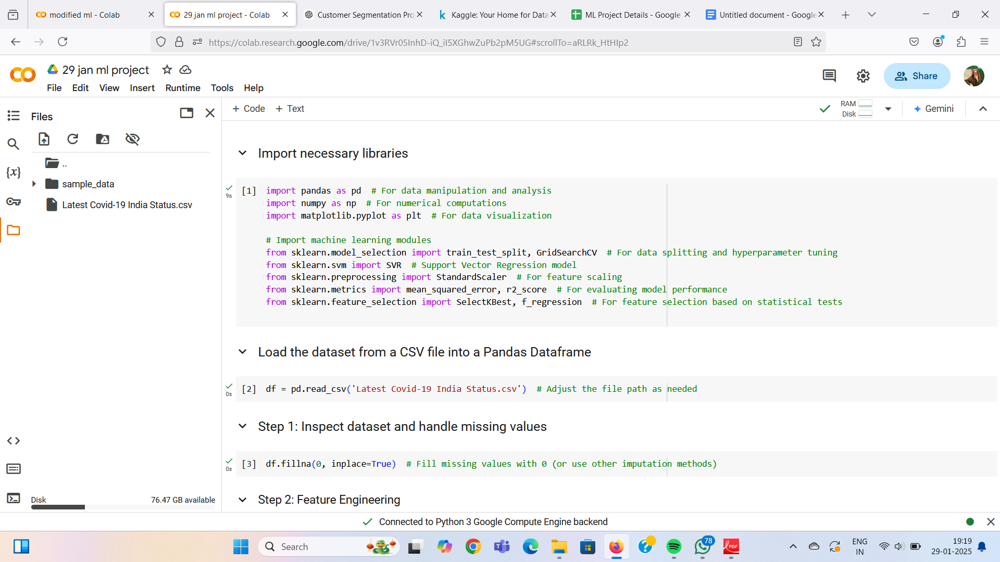 modified ml - Colab
29 jan ml project - Colab
Customer Segmentation Pro
Kaggle: Your Home for Data
ML Project Details - Google
Untitled document - Google
https://colab.research.google.com/drive/1v3RVr05InhD-iQ_iI5XGhwZuPb2pM5UG#scrollTo=aRLRk_HtHIp2
29 jan ml project
File Edit View Insert Runtime Tools Help
Share
Files
+ Code + Text
RAM
Disk
Gemini
..
sample_data
Latest Covid-19 India Status.csv
Import necessary libraries
9s
[1] import pandas as pd # For data manipulation and analysis
import numpy as np # For numerical computations
import matplotlib.pyplot as plt # For data visualization
# Import machine learning modules
from sklearn.model_selection import train_test_split, GridSearchCV # For data splitting and hyperparameter tuning
from sklearn.svm import SVR # Support Vector Regression model
from sklearn.preprocessing import StandardScaler # For feature scaling
from sklearn.metrics import mean_squared_error, r2_score # For evaluating model performance
from sklearn.feature_selection import SelectKBest, f_regression # For feature selection based on statistical tests
Load the dataset from a CSV file into a Pandas Dataframe
0s
[2] df = pd.read_csv('Latest Covid-19 India Status.csv') # Adjust the file path as needed
Step 1: Inspect dataset and handle missing values
0s
[3] df.fillna(0, inplace=True) # Fill missing values with 0 (or use other imputation methods)
Step 2: Feature Engineering
Disk
76.47 GB available
Connected to Python 3 Google Compute Engine backend
Search
78
PDF
ENG
IN
19:19
29-01-2025